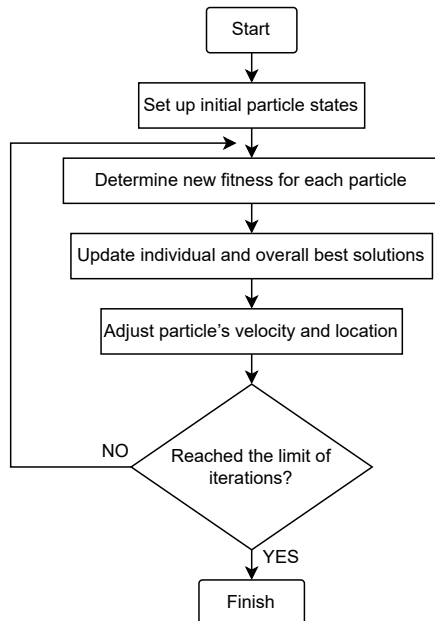 Start
Set up initial particle states
Determine new fitness for each particle
Update individual and overall best solutions
Adjust particle’s velocity and location
NO
Reached the limit of
iterations?
YES
Finish